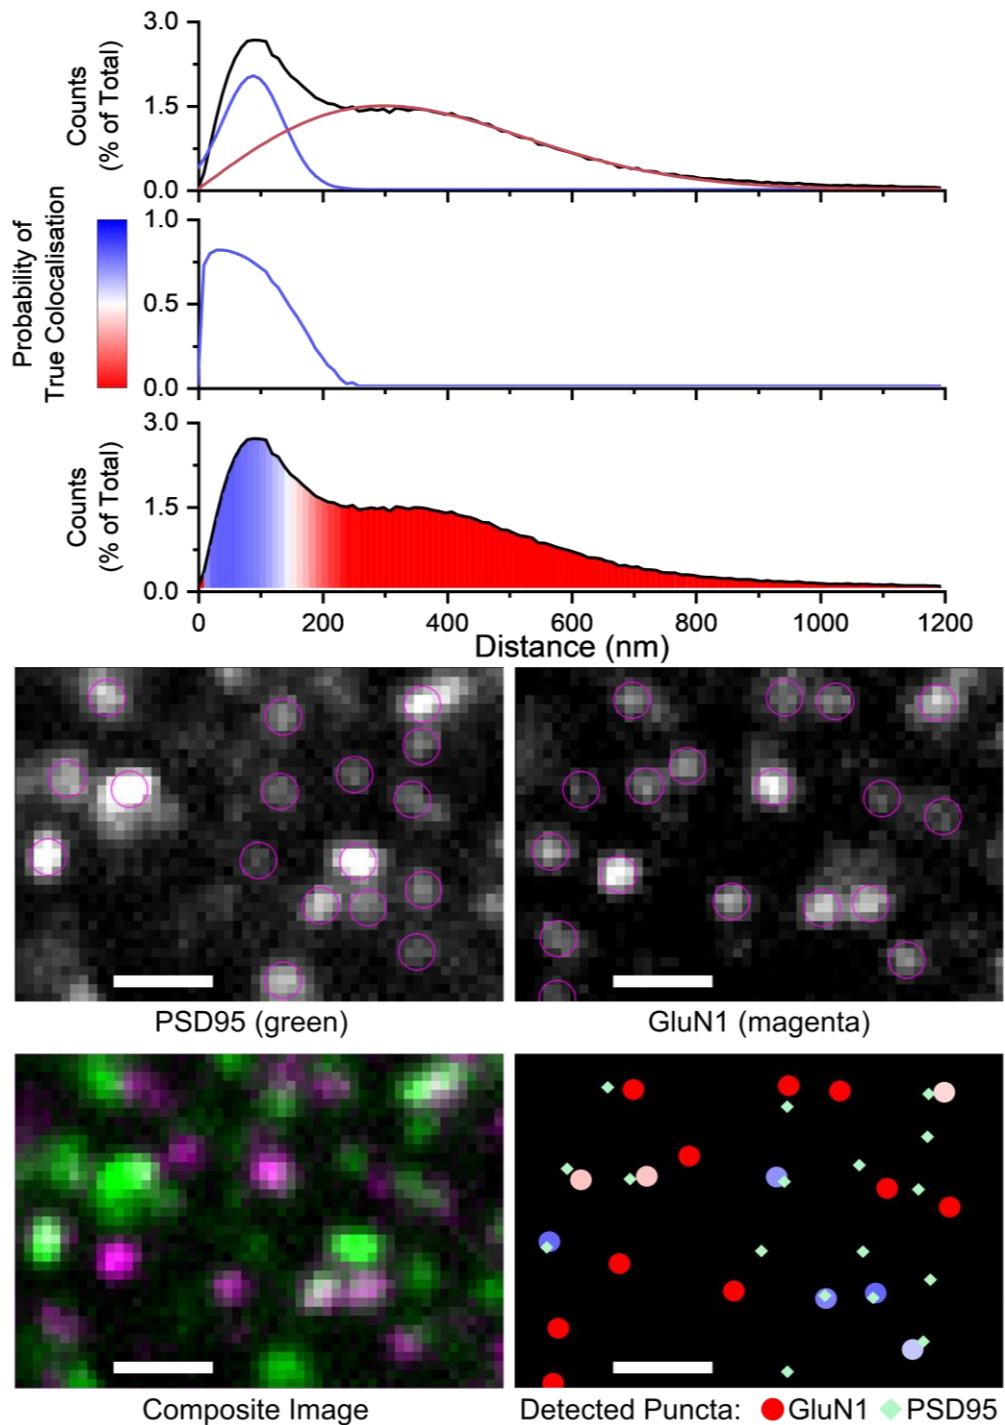 3.0
1.5
0.0
Counts
(% of Total)
1.0
0.5
0.0
Probability of
True Colocalisation
3.0
1.5
0.0
Counts
(% of Total)
0 200 400 600 800 1000 1200
Distance (nm)
PSD95 (green) GluN1 (magenta)
Composite Image Detected Puncta: GluN1 PSD95